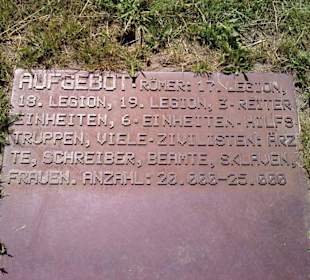 AUFGEBOT · RÖMER: 17. LEGION,
18. LEGION, 19. LEGION, 3 · REITER
EINHEITEN, 6 · EINHEITEN · HILFS
TRUPPEN, VIELE · ZIVILISTEN: ÄRZ
TE, SCHREIBER, BEAMTE, SKLAVEN,
FRAUEN. ANZAHL: 20.000–25.000